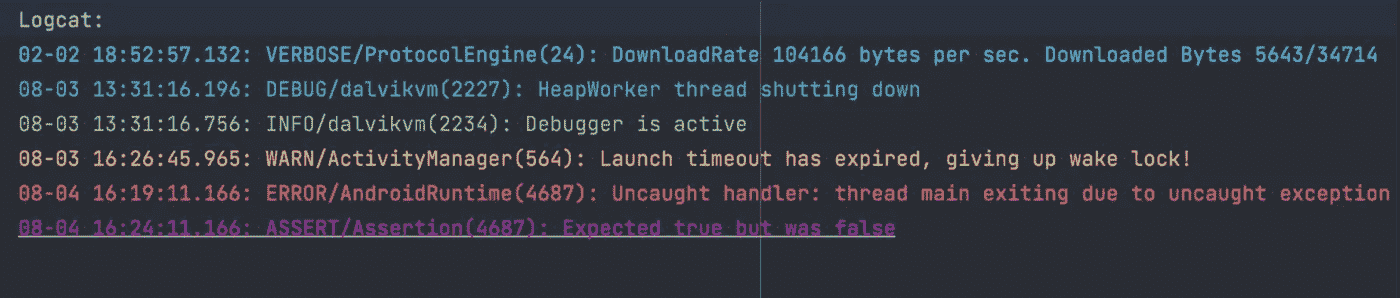 Logcat:
02-02 18:52:57.132: VERBOSE/ProtocolEngine(24): DownloadRate 104166 bytes per sec. Downloaded Bytes 5643/34714
08-03 13:31:16.196: DEBUG/dalvikvm(2227): HeapWorker thread shutting down
08-03 13:31:16.756: INFO/dalvikvm(2234): Debugger is active
08-03 16:26:45.965: WARN/ActivityManager(564): Launch timeout has expired, giving up wake lock!
08-04 16:19:11.166: ERROR/AndroidRuntime(4687): Uncaught handler: thread main exiting due to uncaught exception
08-04 16:24:11.166: ASSERT/Assertion(4687): Expected true but was false